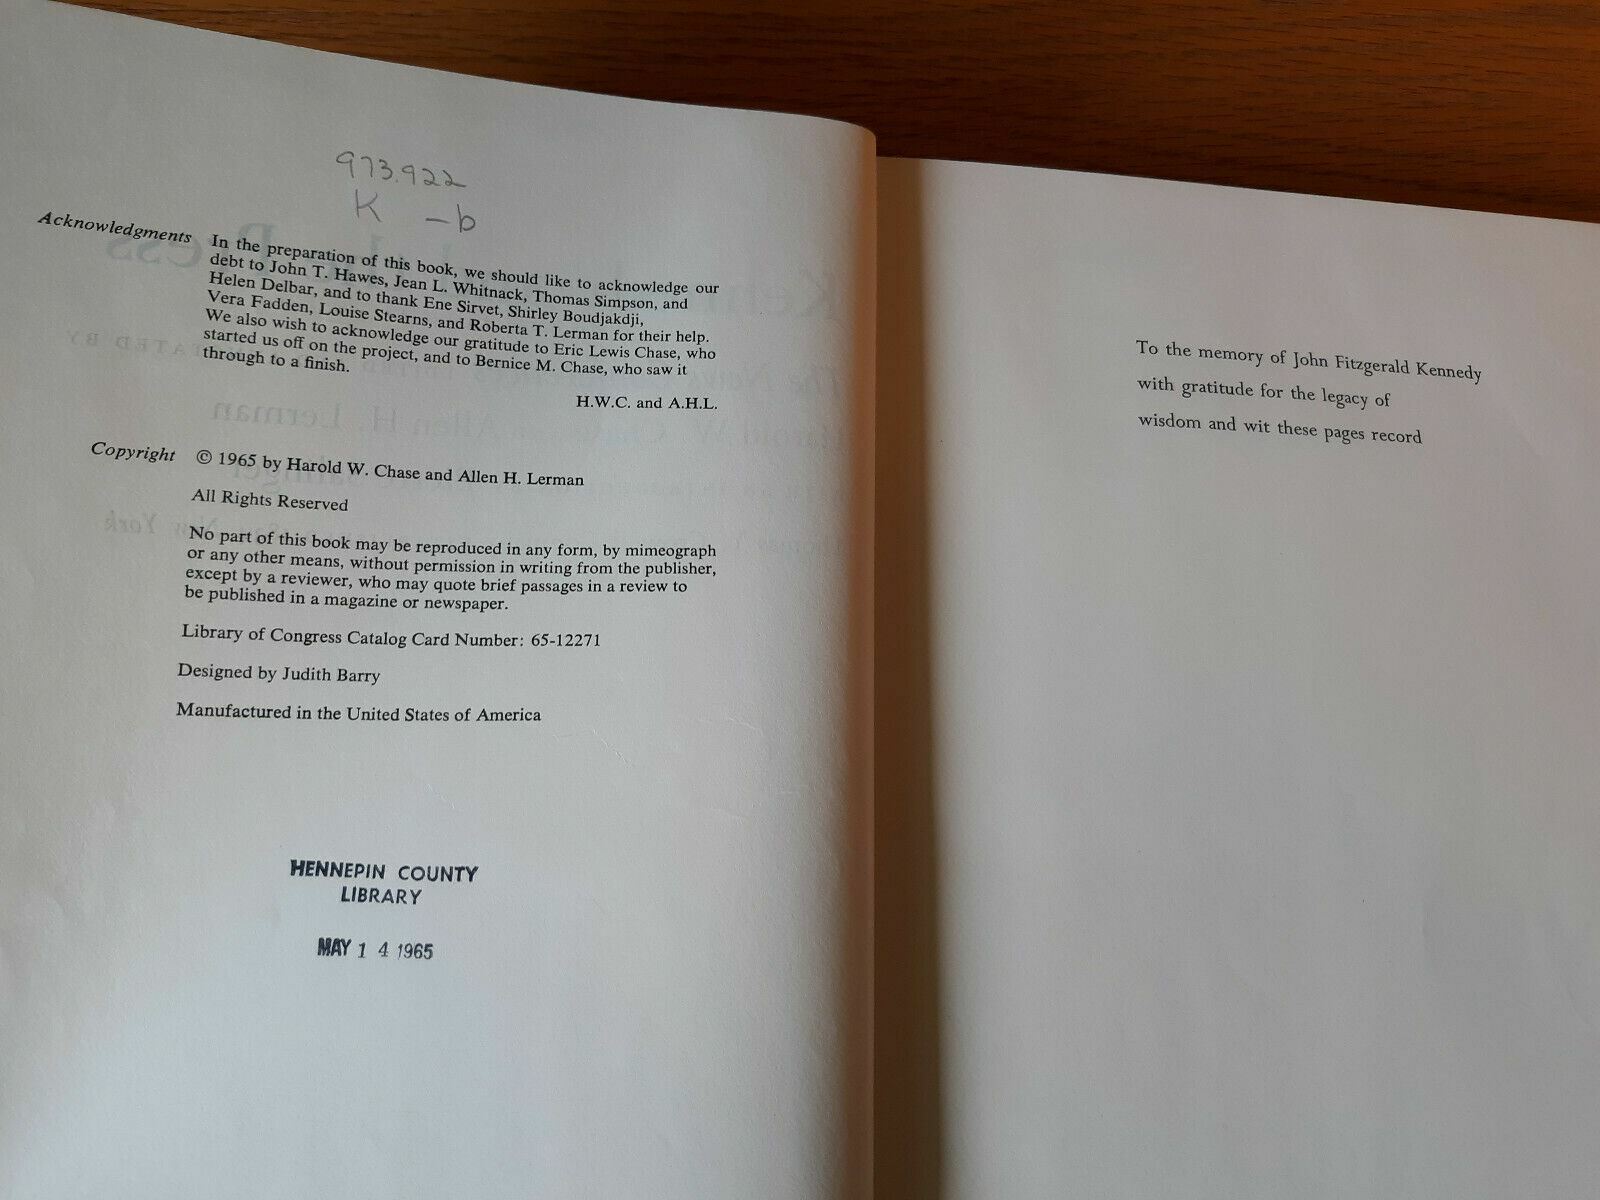 973.922
K -b
Acknowledgments
In the preparation of this book, we should like to acknowledge our
debt to John T. Hawes, Jean L. Whitnack, Thomas Simpson, and
Helen Delbar, and to thank Ene Sirvet, Shirley Boudjakdji,
Vera Fadden, Louise Stearns, and Roberta T. Lerman for their help.
We also wish to acknowledge our gratitude to Eric Lewis Chase, who
started us off on the project, and to Bernice M. Chase, who saw it
through to a finish.
H.W.C. and A.H.L.
Copyright
© 1965 by Harold W. Chase and Allen H. Lerman
All Rights Reserved
No part of this book may be reproduced in any form, by mimeograph
or any other means, without permission in writing from the publisher,
except by a reviewer, who may quote brief passages in a review to
be published in a magazine or newspaper.
Library of Congress Catalog Card Number: 65-12271
Designed by Judith Barry
Manufactured in the United States of America
HENNEPIN COUNTY
LIBRARY
MAY 14 1965
To the memory of John Fitzgerald Kennedy
with gratitude for the legacy of
wisdom and wit these pages record